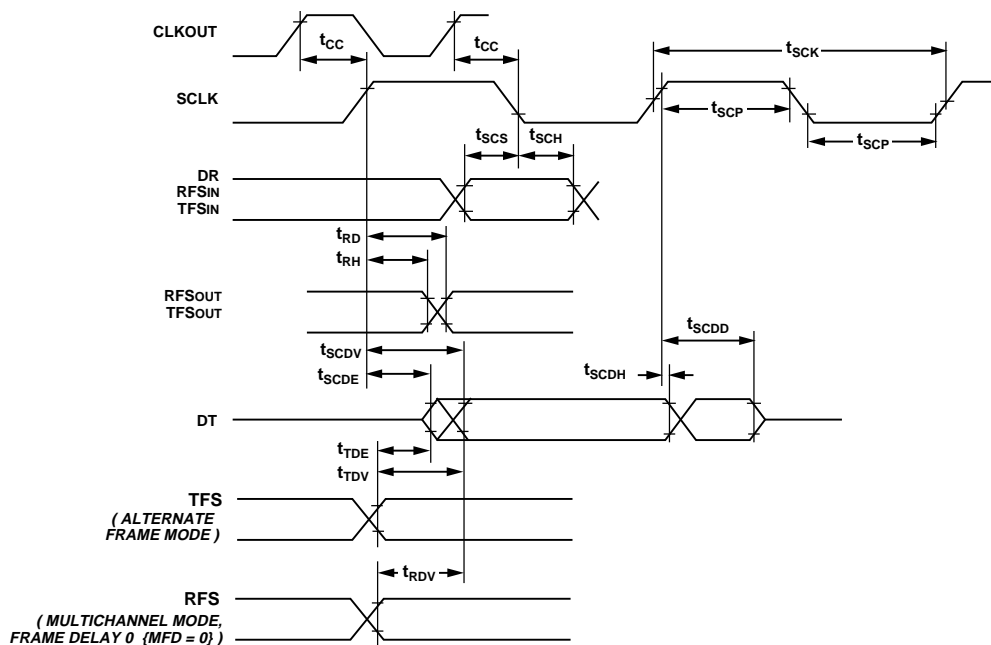 CLKOUT
tCC
tCC
tSCK
SCLK
tSCP
tSCP
tSCS
tSCH
DR
RFSIN
TFSIN
tRD
tRH
RFSOUT
TFSOUT
tSCDV
tSCDD
tSCDE
tSCDH
DT
tTDE
tTDV
TFS
( ALTERNATE
FRAME MODE )
tRDV
RFS
( MULTICHANNEL MODE,
FRAME DELAY 0 {MFD = 0} )